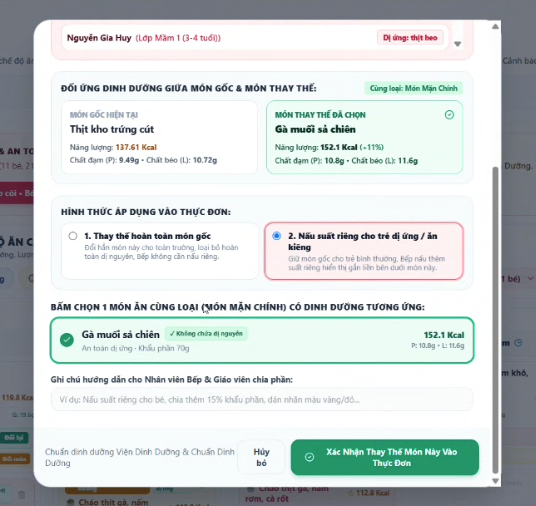 Nguyễn Gia Huy (Lớp Mầm 1 (3-4 tuổi))
Dị ứng: thịt heo
ĐỐI ỨNG DINH DƯỠNG GIỮA MÓN GỐC & MÓN THAY THẾ:
Cùng loại: Món Mặn Chính
MÓN GỐC HIỆN TẠI
Thịt kho trứng cút
Năng lượng: 137.61 Kcal
Chất đạm (P): 9.49g • Chất béo (L): 10.72g
MÓN THAY THẾ ĐÃ CHỌN
Gà muối sả chiên
Năng lượng: 152.1 Kcal (+11%)
Chất đạm (P): 10.8g • Chất béo (L): 11.6g
HÌNH THỨC ÁP DỤNG VÀO THỰC ĐƠN:
1. Thay thế hoàn toàn món gốc
Đổi hẳn món này cho toàn trường, loại bỏ hoàn
toàn dị nguyên, Bếp không cần nấu riêng.
2. Nấu suất riêng cho trẻ dị ứng / ăn
kiêng
Giữ món gốc cho trẻ bình thường, Bếp nấu thêm
suất riêng hiển thị gắn liền bên dưới món này.
BẤM CHỌN 1 MÓN ĂN CÙNG LOẠI (MÓN MẶN CHÍNH) CÓ DINH DƯỠNG TƯƠNG ỨNG:
Gà muối sả chiên
✓ Không chứa dị nguyên
An toàn dị ứng • Khẩu phần 70g
152.1 Kcal
P: 10.8g • L: 11.6g
Ghi chú hướng dẫn cho Nhân viên Bếp & Giáo viên chia phần:
Ví dụ: Nấu suất riêng cho bé, chia thêm 15% khẩu phần, dán nhãn màu vàng/đỏ...
Chuẩn dinh dưỡng Viện Dinh Dưỡng & Chuẩn Dinh
Dưỡng
Hủy
bỏ
Xác Nhận Thay Thế Món Này Vào
Thực Đơn
Cháo thịt gà, nấm
rơm, cà rốt
112.8 Kcal